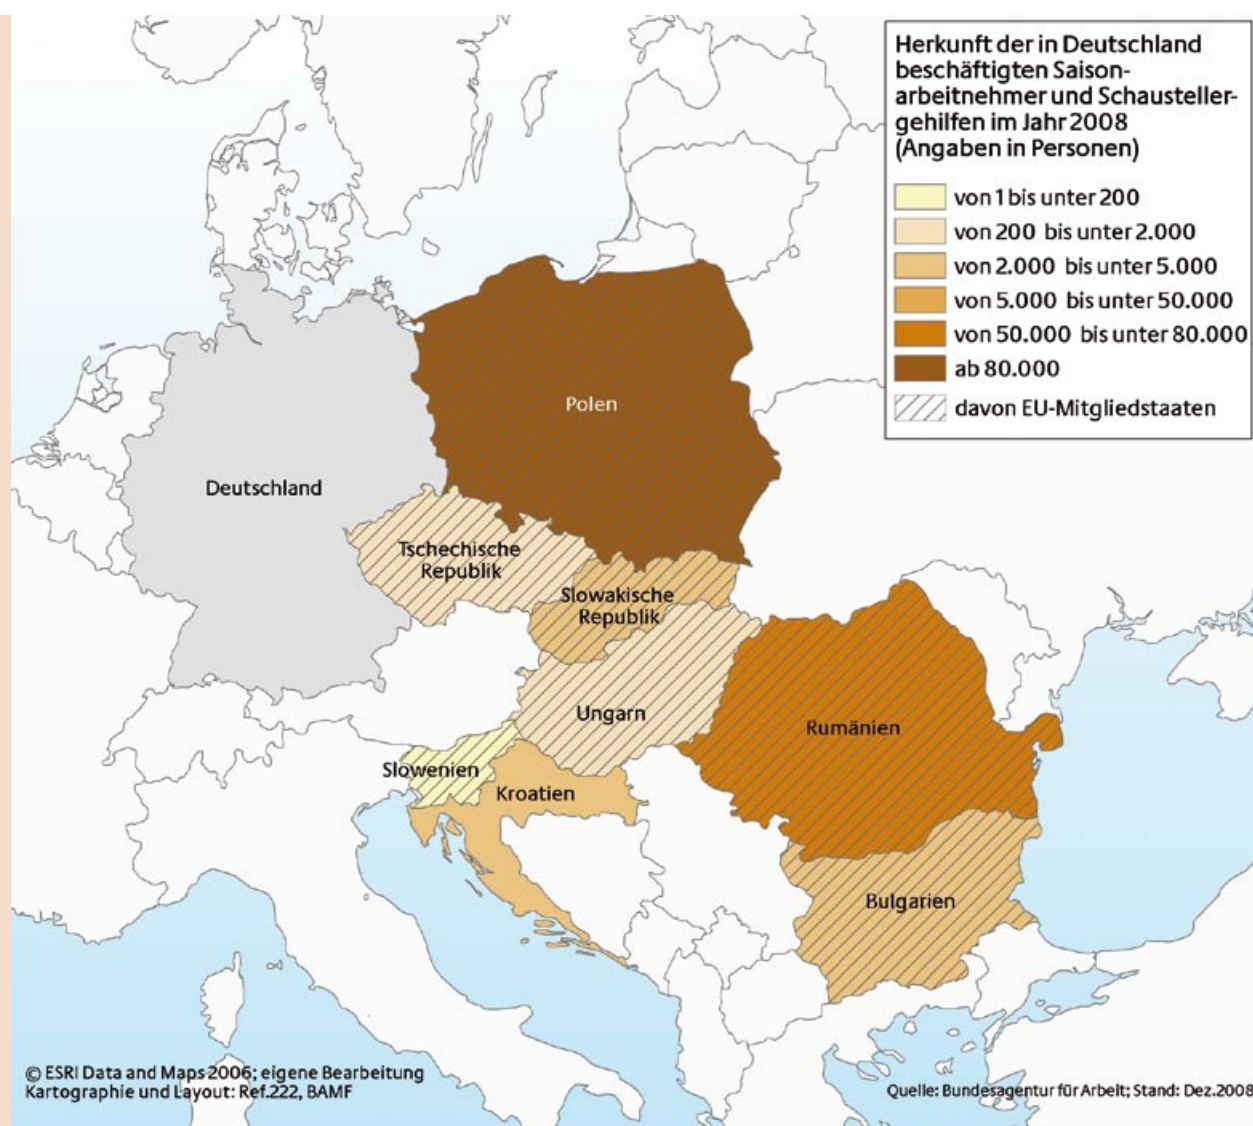 Herkunft der in Deutschland
beschäftigten Saison-
arbeitnehmer und Schausteller-
gehilfen im Jahr 2008
(Angaben in Personen)
von 1 bis unter 200
von 200 bis unter 2.000
von 2.000 bis unter 5.000
von 5.000 bis unter 50.000
von 50.000 bis unter 80.000
ab 80.000
davon EU-Mitgliedstaaten
Polen
Deutschland
Tschechische
Republik
Slowakische
Republik
Ungarn
Rumänien
Slowenien
Kroatien
Bulgarien
© ESRI Data and Maps 2006; eigene Bearbeitung
Kartographie und Layout: Ref.222, BAMF
Quelle: Bundesagentur für Arbeit; Stand: Dez.2008